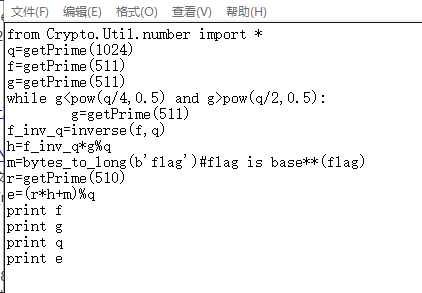 文件(F) 编辑(E) 格式(O) 查看(V) 帮助(H)
from Crypto.Util.number import *
q=getPrime(1024)
f=getPrime(511)
g=getPrime(511)
while g<pow(q/4,0.5) and g>pow(q/2,0.5):
        g=getPrime(511)
f_inv_q=inverse(f,q)
h=f_inv_q*g%q
m=bytes_to_long(b'flag')#flag is base**(flag)
r=getPrime(510)
e=(r*h+m)%q
print f
print g
print q
print e